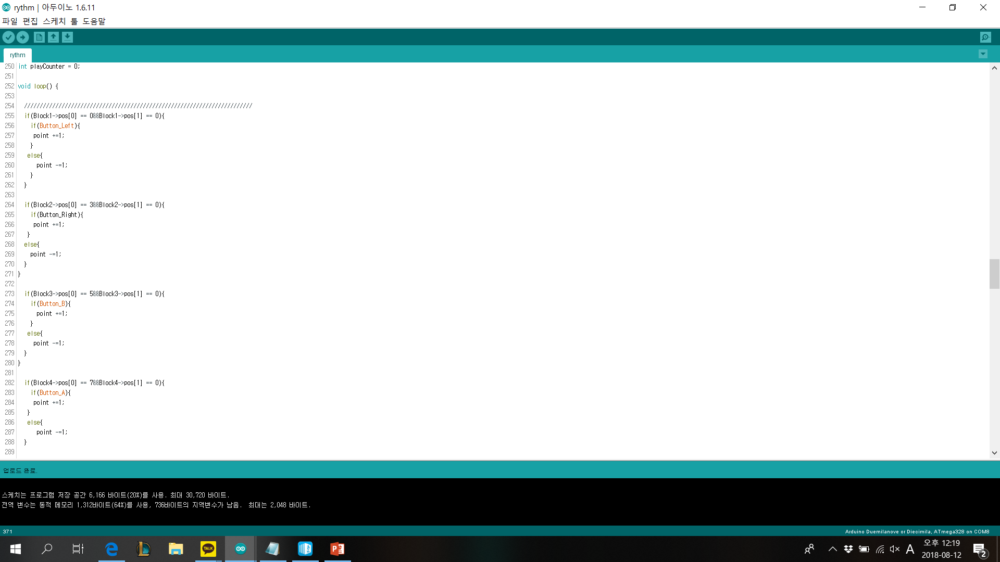 rythm | 아두이노 1.6.11
파일 편집 스케치 툴 도움말
rythm
250 int playCounter = 0;
251
252 void loop() {
253
254 /////////////////////////////////////////////////////////////////////////
255 if(Block1->pos[0] == 0&&Block1->pos[1] == 0){
256 if(Button_Left){
257 point +=1;
258 }
259 else{
260 point -=1;
261 }
262 }
263
264 if(Block2->pos[0] == 3&&Block2->pos[1] == 0){
265 if(Button_Right){
266 point +=1;
267 }
268 else{
269 point -=1;
270 }
271 }
272
273 if(Block3->pos[0] == 5&&Block3->pos[1] == 0){
274 if(Button_B){
275 point +=1;
276 }
277 else{
278 point -=1;
279 }
280 }
281
282 if(Block4->pos[0] == 7&&Block4->pos[1] == 0){
283 if(Button_A){
284 point +=1;
285 }
286 else{
287 point -=1;
288 }
289
업로드 완료.
스케치는 프로그램 저장 공간 6,166 바이트(20%)를 사용. 최대 30,720 바이트.
전역 변수는 동적 메모리 1,312바이트(64%)를 사용, 736바이트의 지역변수가 남음. 최대는 2,048 바이트.
371
Arduino Duemilanove or Diecimila, ATmega328 on COM8
TALK
A
오후 12:19
2018-08-12
2